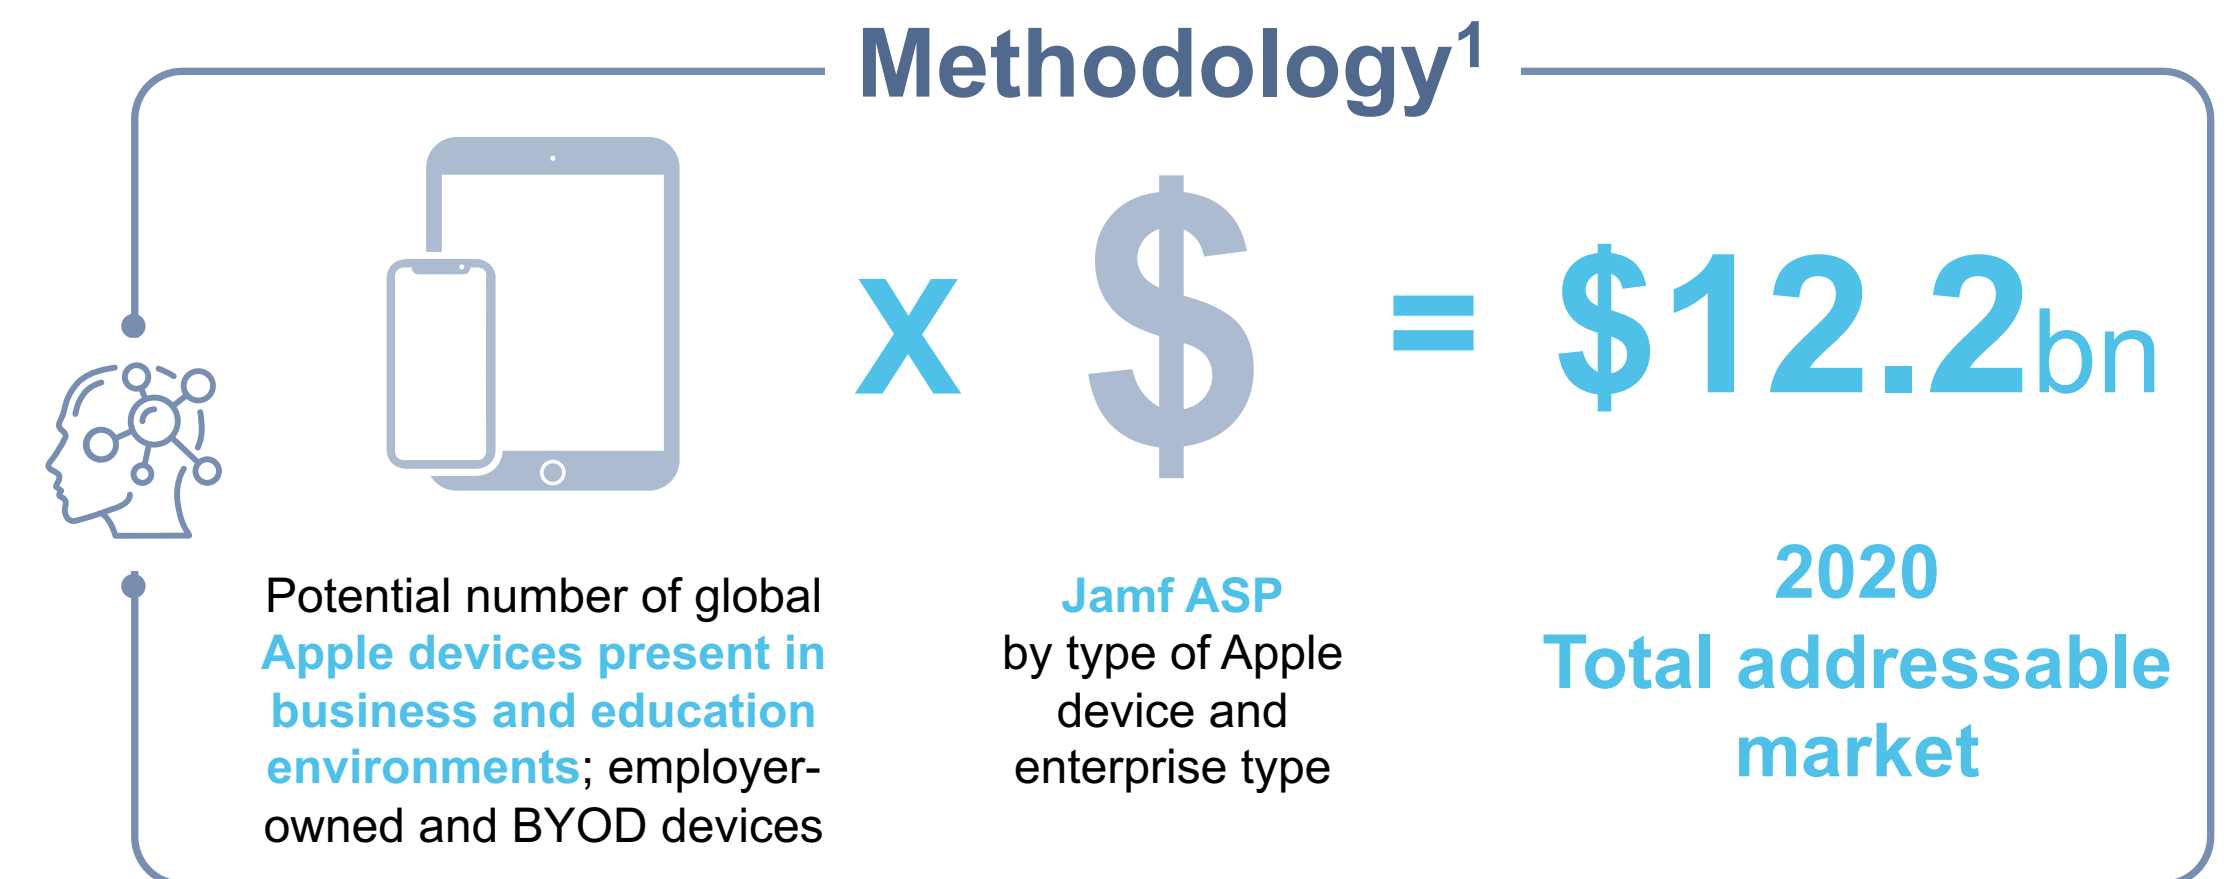 Methodology1
x $ = $12.2bn
Potential number of global
Apple devices present in
business and education
environments; employer-
owned and BYOD devices
Jamf ASP
by type of Apple
device and
enterprise type
2020
Total addressable
market